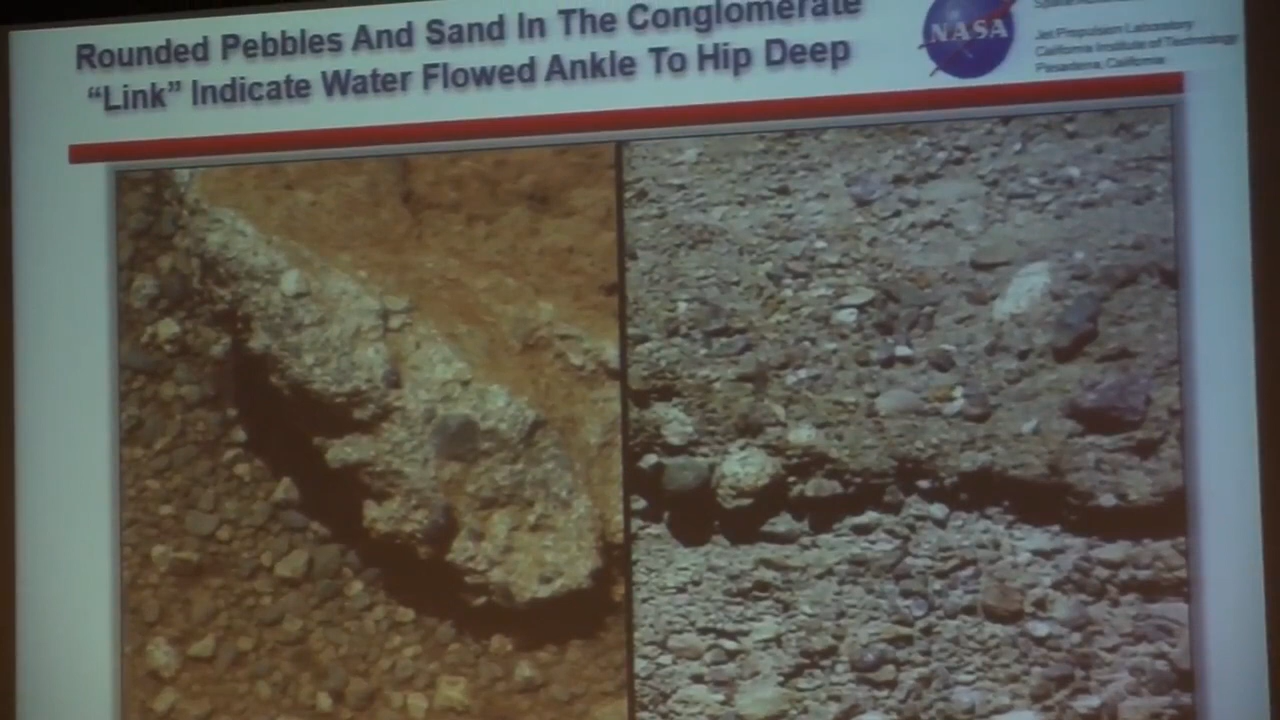 Rounded Pebbles And Sand In The Conglomerate
“Link” Indicate Water Flowed Ankle To Hip Deep
NASA
Jet Propulsion Laboratory
California Institute of Technology
Pasadena, California